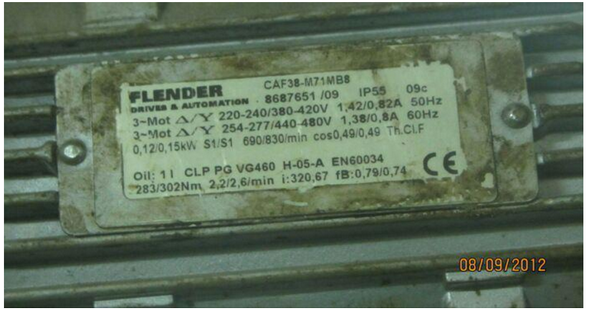 FLENDER CAF38-M71MB8
DRIVES & AUTOMATION 8687651/09 IP55 09c
3~Mot Δ/Y 220-240/380-420V 1,42/0,82A 50Hz
3~Mot Δ/Y 254-277/440-480V 1,38/0,8A 60Hz
0,12/0,15kW S1/S1 690/830/min cos0,49/0,49 Th.Cl.F
Oil: 1 l CLP PG VG460 H-05-A EN60034
283/302Nm 2,2/2,6/min i:320,67 fB:0,79/0,74 CE
08/09/2012